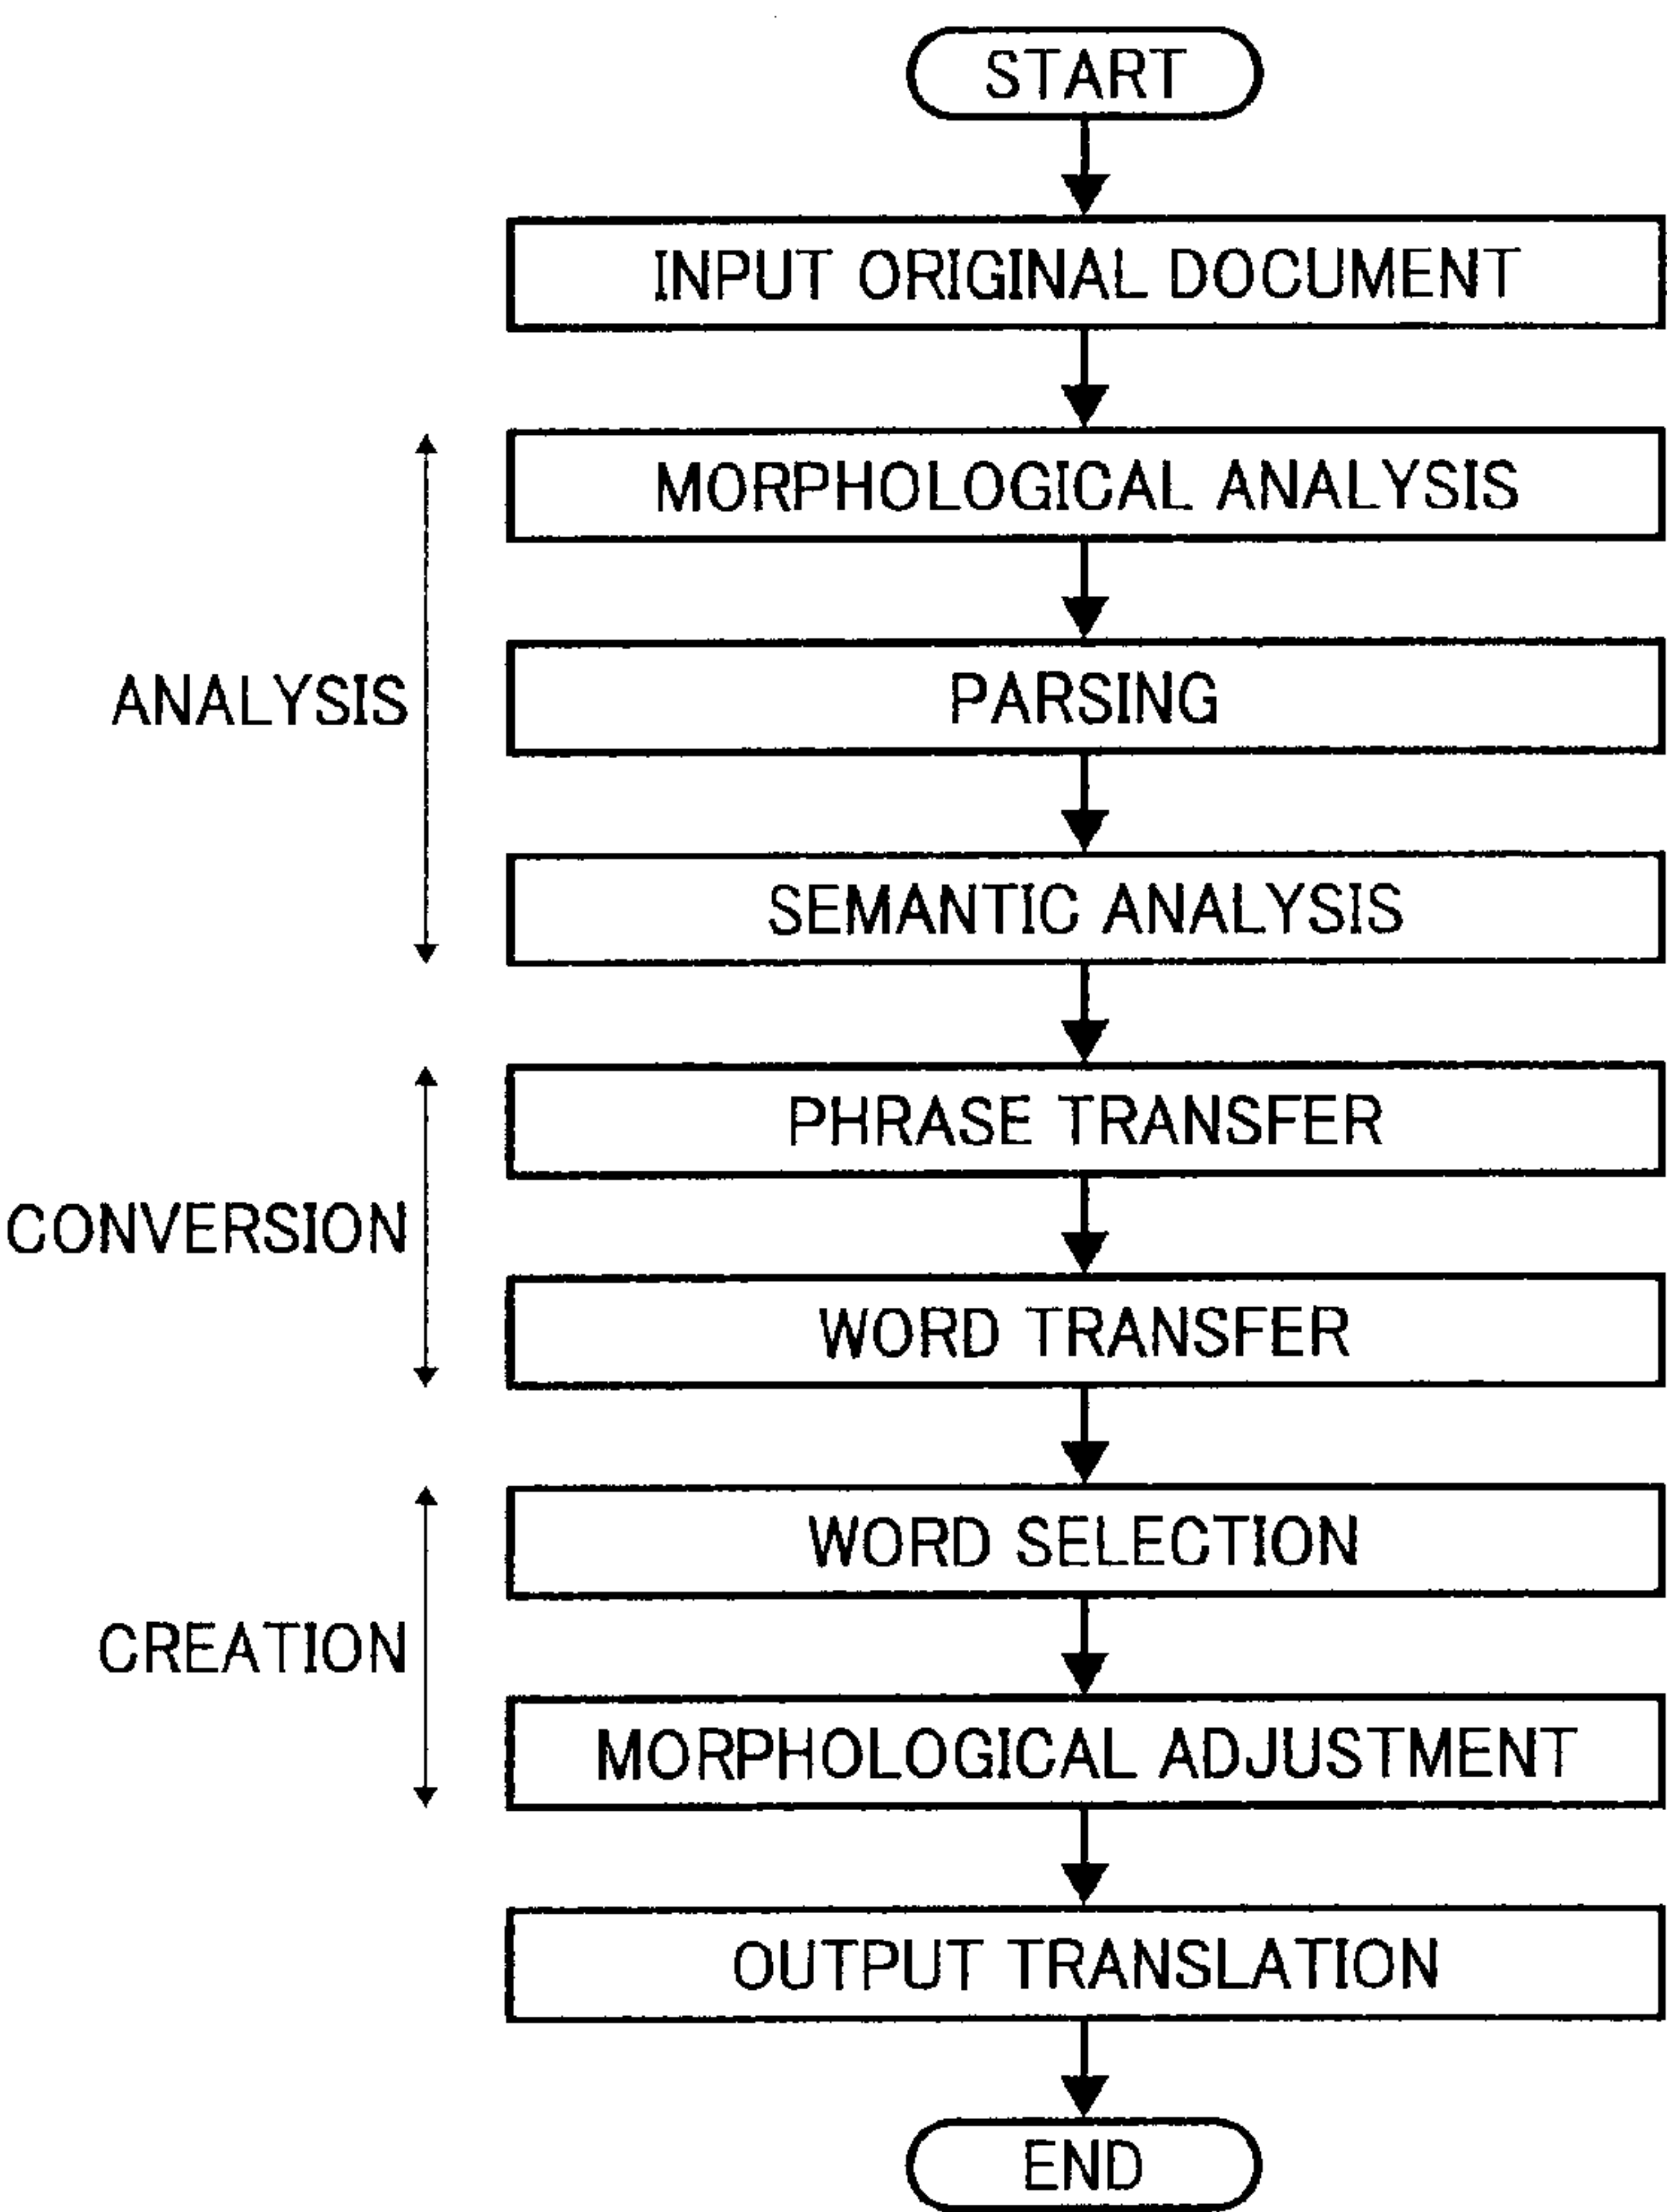 START
INPUT ORIGINAL DOCUMENT
MORPHOLOGICAL ANALYSIS
ANALYSIS
PARSING
SEMANTIC ANALYSIS
PHRASE TRANSFER
CONVERSION
WORD TRANSFER
WORD SELECTION
CREATION
MORPHOLOGICAL ADJUSTMENT
OUTPUT TRANSLATION
END